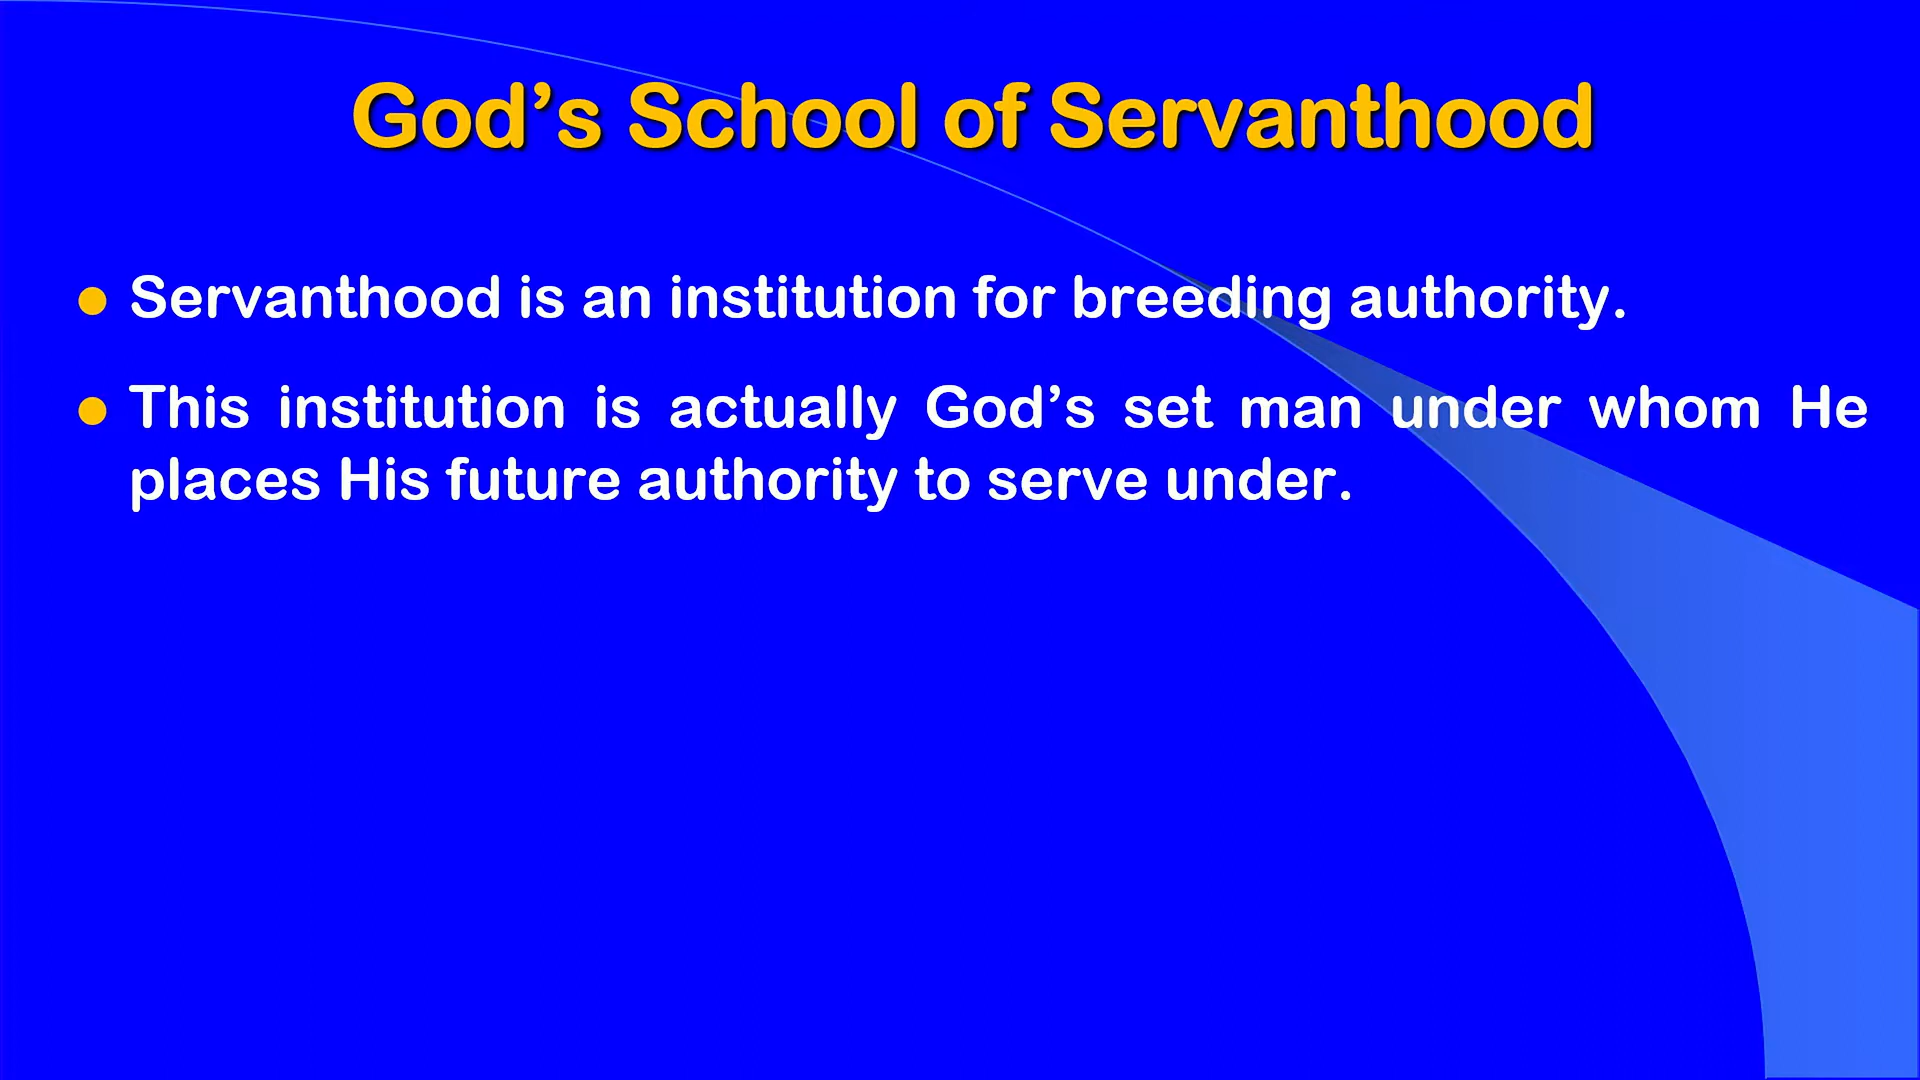 God’s School of Servanthood
Servanthood is an institution for breeding authority.
This institution is actually God’s set man under whom He
places His future authority to serve under.